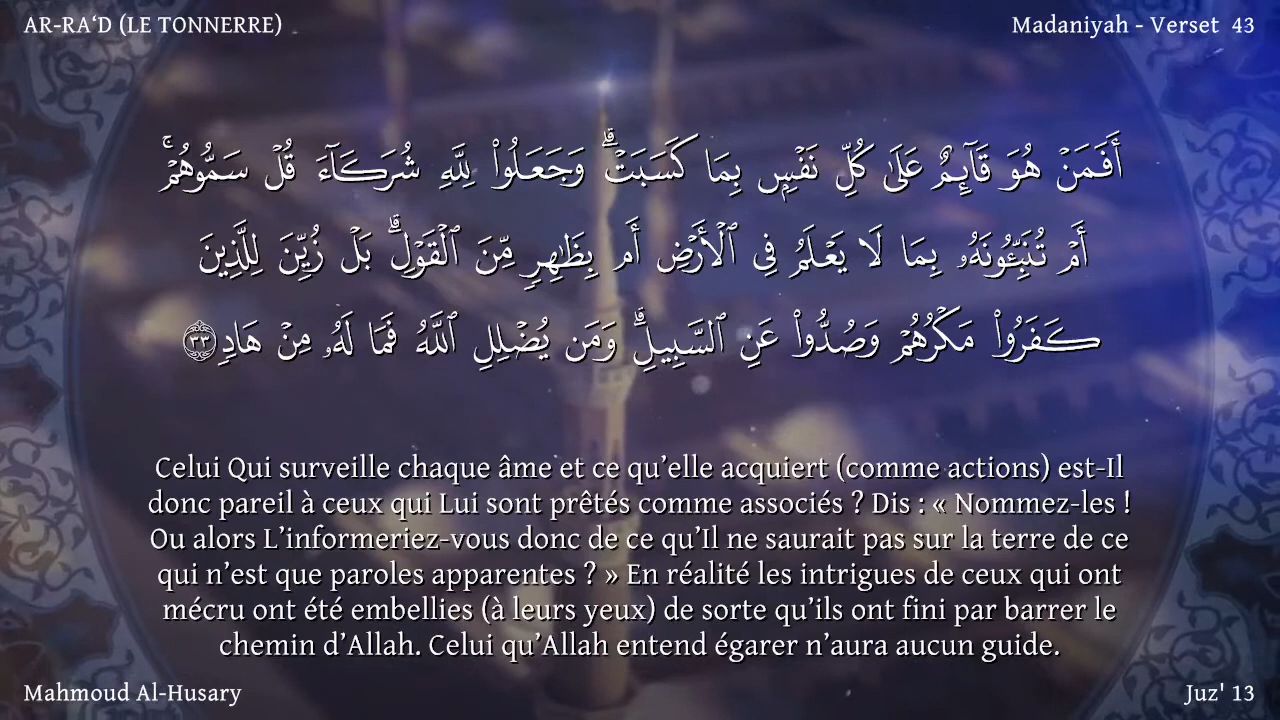 AR-RA‘D (LE TONNERRE)
Madaniyah - Verset 43
أَفَمَنْ هُوَ قَآئِمٌ عَلَىٰ كُلِّ نَفْسٍۭ بِمَا كَسَبَتْ ۗ وَجَعَلُوا۟ لِلَّهِ شُرَكَآءَ قُلْ سَمُّوهُمْ ۚ
أَمْ تُنَبِّـُٔونَهُۥ بِمَا لَا يَعْلَمُ فِى ٱلْأَرْضِ أَم بِظَـٰهِرٍ مِّنَ ٱلْقَوْلِ ۗ بَلْ زُيِّنَ لِلَّذِينَ
كَفَرُوا۟ مَكْرُهُمْ وَصُدُّوا۟ عَنِ ٱلسَّبِيلِ ۗ وَمَن يُضْلِلِ ٱللَّهُ فَمَا لَهُۥ مِنْ هَادٍ ٣٣
Celui Qui surveille chaque âme et ce qu’elle acquiert (comme actions) est-Il
donc pareil à ceux qui Lui sont prêtés comme associés ? Dis : « Nommez-les !
Ou alors L’informeriez-vous donc de ce qu’Il ne saurait pas sur la terre de ce
qui n’est que paroles apparentes ? » En réalité les intrigues de ceux qui ont
mécru ont été embellies (à leurs yeux) de sorte qu’ils ont fini par barrer le
chemin d’Allah. Celui qu’Allah entend égarer n’aura aucun guide.
Mahmoud Al-Husary
Juz' 13